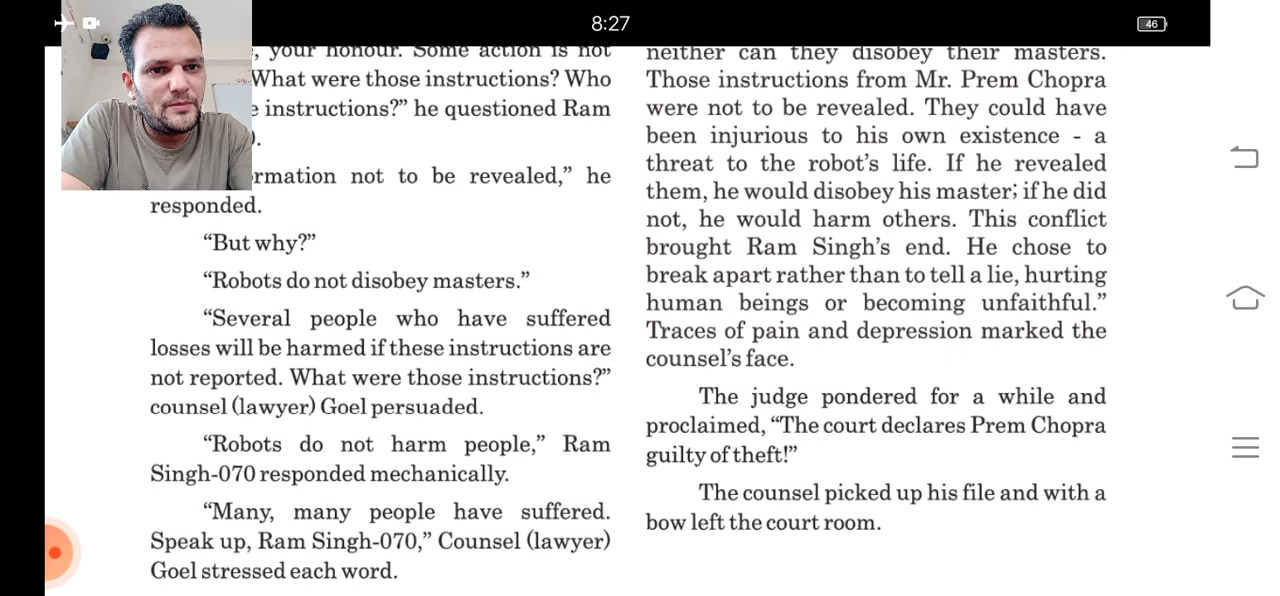 8:27
46
, your honour. Some action is not
What were those instructions? Who
e instructions?” he questioned Ram
).
ormation not to be revealed,” he
responded.
“But why?”
“Robots do not disobey masters.”
“Several people who have suffered
losses will be harmed if these instructions are
not reported. What were those instructions?”
counsel (lawyer) Goel persuaded.
“Robots do not harm people,” Ram
Singh-070 responded mechanically.
“Many, many people have suffered.
Speak up, Ram Singh-070,” Counsel (lawyer)
Goel stressed each word.
neither can they disobey their masters.
Those instructions from Mr. Prem Chopra
were not to be revealed. They could have
been injurious to his own existence - a
threat to the robot’s life. If he revealed
them, he would disobey his master; if he did
not, he would harm others. This conflict
brought Ram Singh’s end. He chose to
break apart rather than to tell a lie, hurting
human beings or becoming unfaithful.”
Traces of pain and depression marked the
counsel’s face.
The judge pondered for a while and
proclaimed, “The court declares Prem Chopra
guilty of theft!”
The counsel picked up his file and with a
bow left the court room.